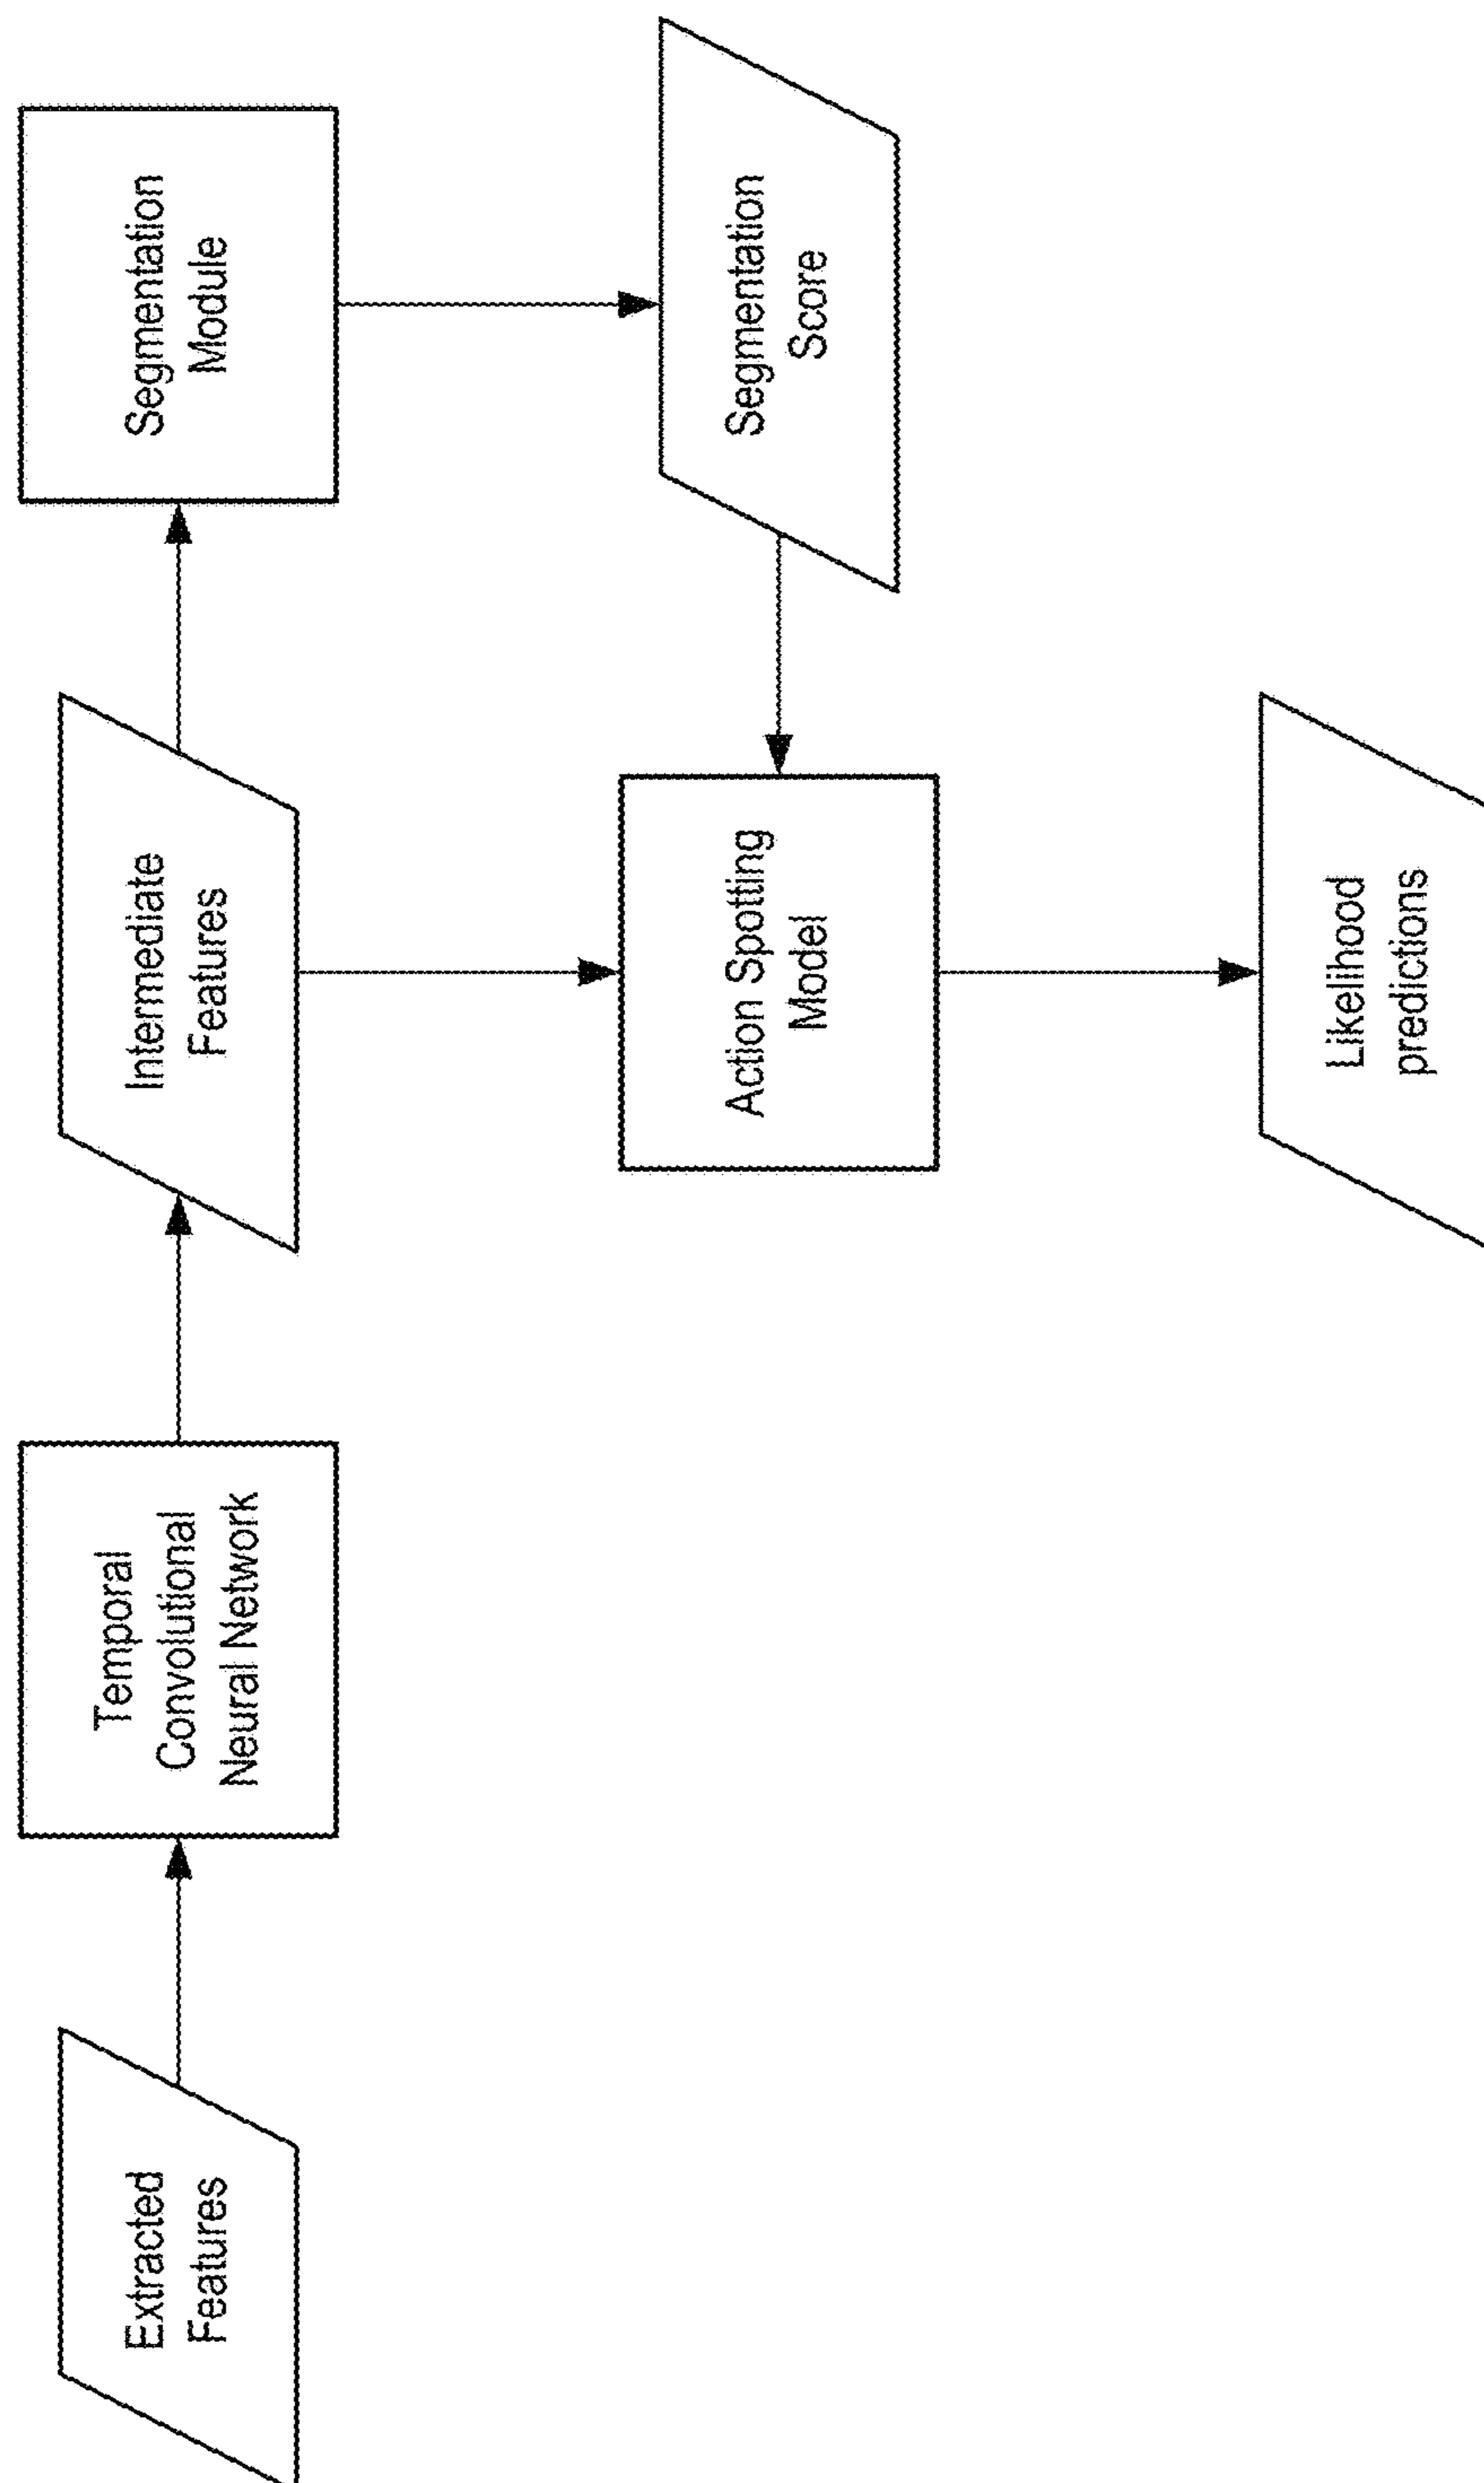 Extracted
Features
Temporal
Convolutional
Neural Network
Intermediate
Features
Segmentation
Module
Action Spotting
Model
Segmentation
Score
Likelihood
predictions